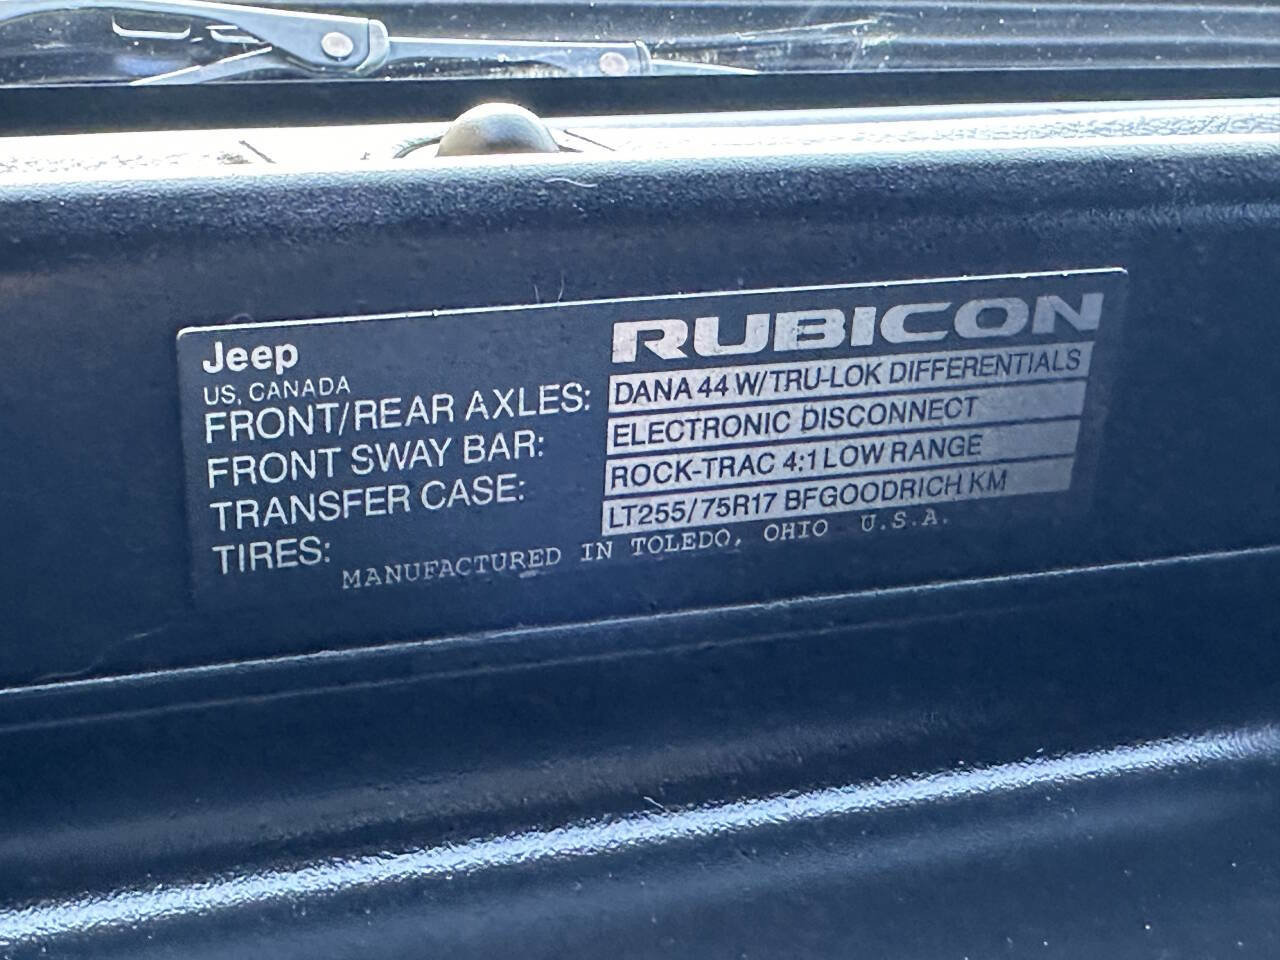 Jeep RUBICON
US, CANADA
FRONT/REAR AXLES: DANA 44 W/TRU-LOK DIFFERENTIALS
FRONT SWAY BAR: ELECTRONIC DISCONNECT
TRANSFER CASE: ROCK-TRAC 4:1 LOW RANGE
TIRES: LT255/75R17 BFGOODRICH KM
MANUFACTURED IN TOLEDO, OHIO U.S.A.